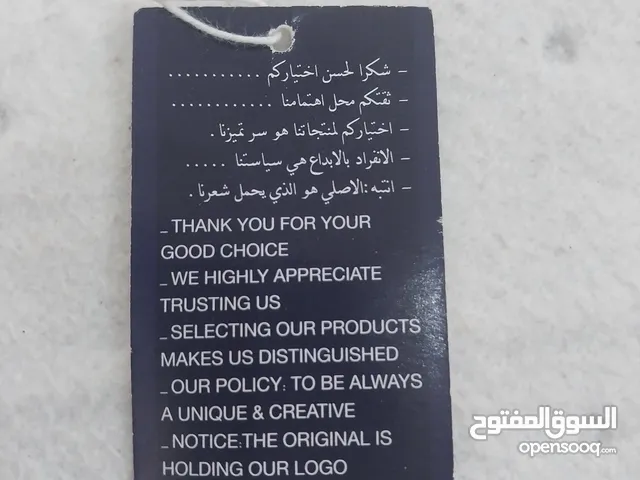 - شكرا لحسن اختياركم ...........
- ثقتكم محل اهتمامنا ............
- اختياركم لمنتجاتنا هو سر تميزنا .
- الانفراد بالابداع هي سياستنا .....
- انتبه :الاصلي هو الذي يحمل شعرنا .
_ THANK YOU FOR YOUR
GOOD CHOICE
_ WE HIGHLY APPRECIATE
TRUSTING US
_ SELECTING OUR PRODUCTS
MAKES US DISTINGUISHED
_ OUR POLICY: TO BE ALWAYS
A UNIQUE & CREATIVE
_ NOTICE:THE ORIGINAL IS
HOLDING OUR LOGO
السوق المفتوح
opensooq.com